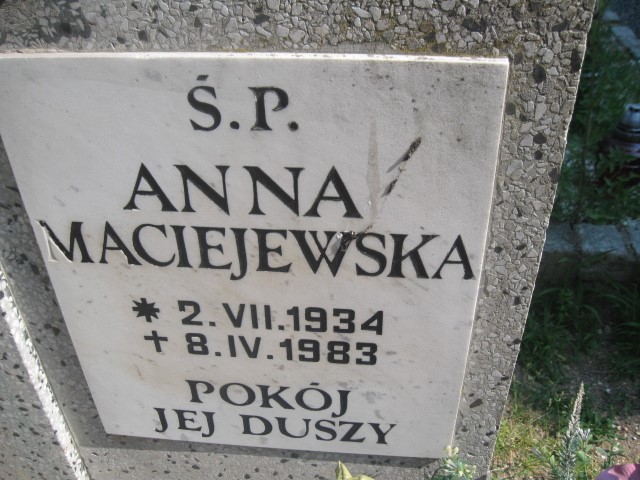 Ś.P.
ANNA
MACIEJEWSKA
* 2.VII.1934
✝ 8.IV.1983
POKÓJ
JEJ DUSZY